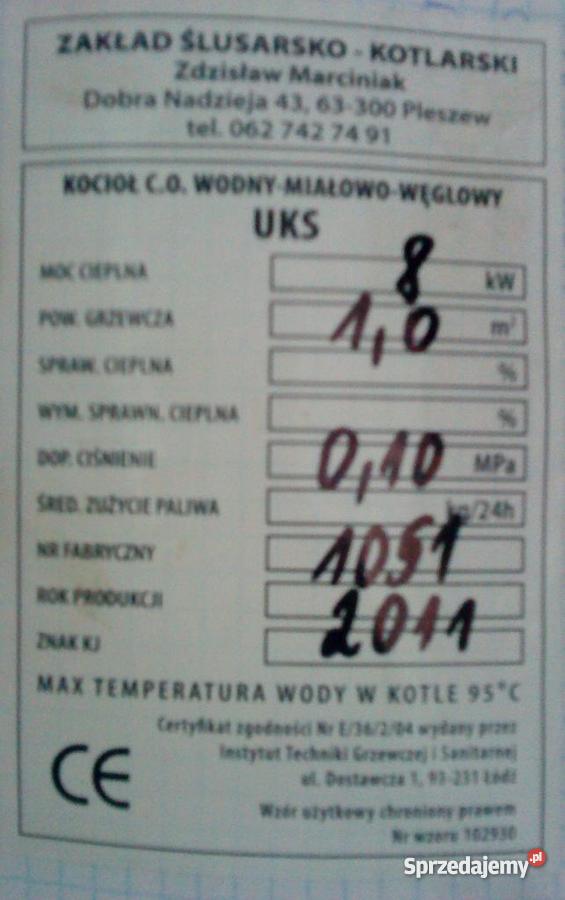 ZAKŁAD ŚLUSARSKO - KOTLARSKI
Zdzisław Marciniak
Dobra Nadzieja 43, 63-300 Pleszew
tel. 062 742 74 91
KOCIOŁ C.O. WODNY-MIAŁOWO-WĘGLOWY
UKS
MOC CIEPLNA 8 kW
POW. GRZEWCZA 1,0 m²
SPRAW. CIEPLNA %
WYM. SPRAWN. CIEPLNA %
DOP. CIŚNIENIE 0,10 MPa
ŚRED. ZUŻYCIE PALIWA kg/24h
NR FABRYCZNY 1051
ROK PRODUKCJI 2011
ZNAK KJ
MAX TEMPERATURA WODY W KOTLE 95°C
Certyfikat zgodności Nr E/36/2/04 wydany przez
Instytut Techniki Grzewczej i Sanitarnej
ul. Dostawcza 1, 93-231 Łódź
CE
Wzór użytkowy chroniony prawem
Nr wzoru 102930
Sprzedajemy.pl